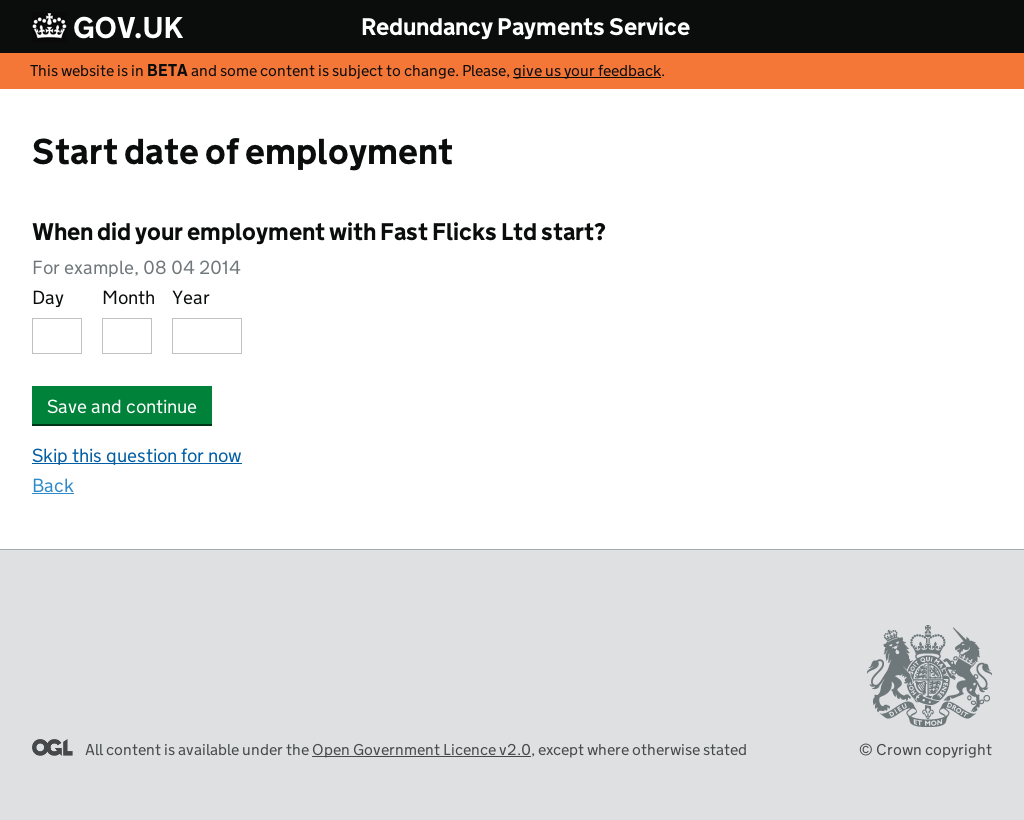 GOV.UK
Redundancy Payments Service
This website is in BETA and some content is subject to change. Please, give us your feedback.
Start date of employment
When did your employment with Fast Flicks Ltd start?
For example, 08 04 2014
Day Month Year
Save and continue
Skip this question for now
Back
DIEU ET MON DROIT
OGL All content is available under the Open Government Licence v2.0, except where otherwise stated
© Crown copyright